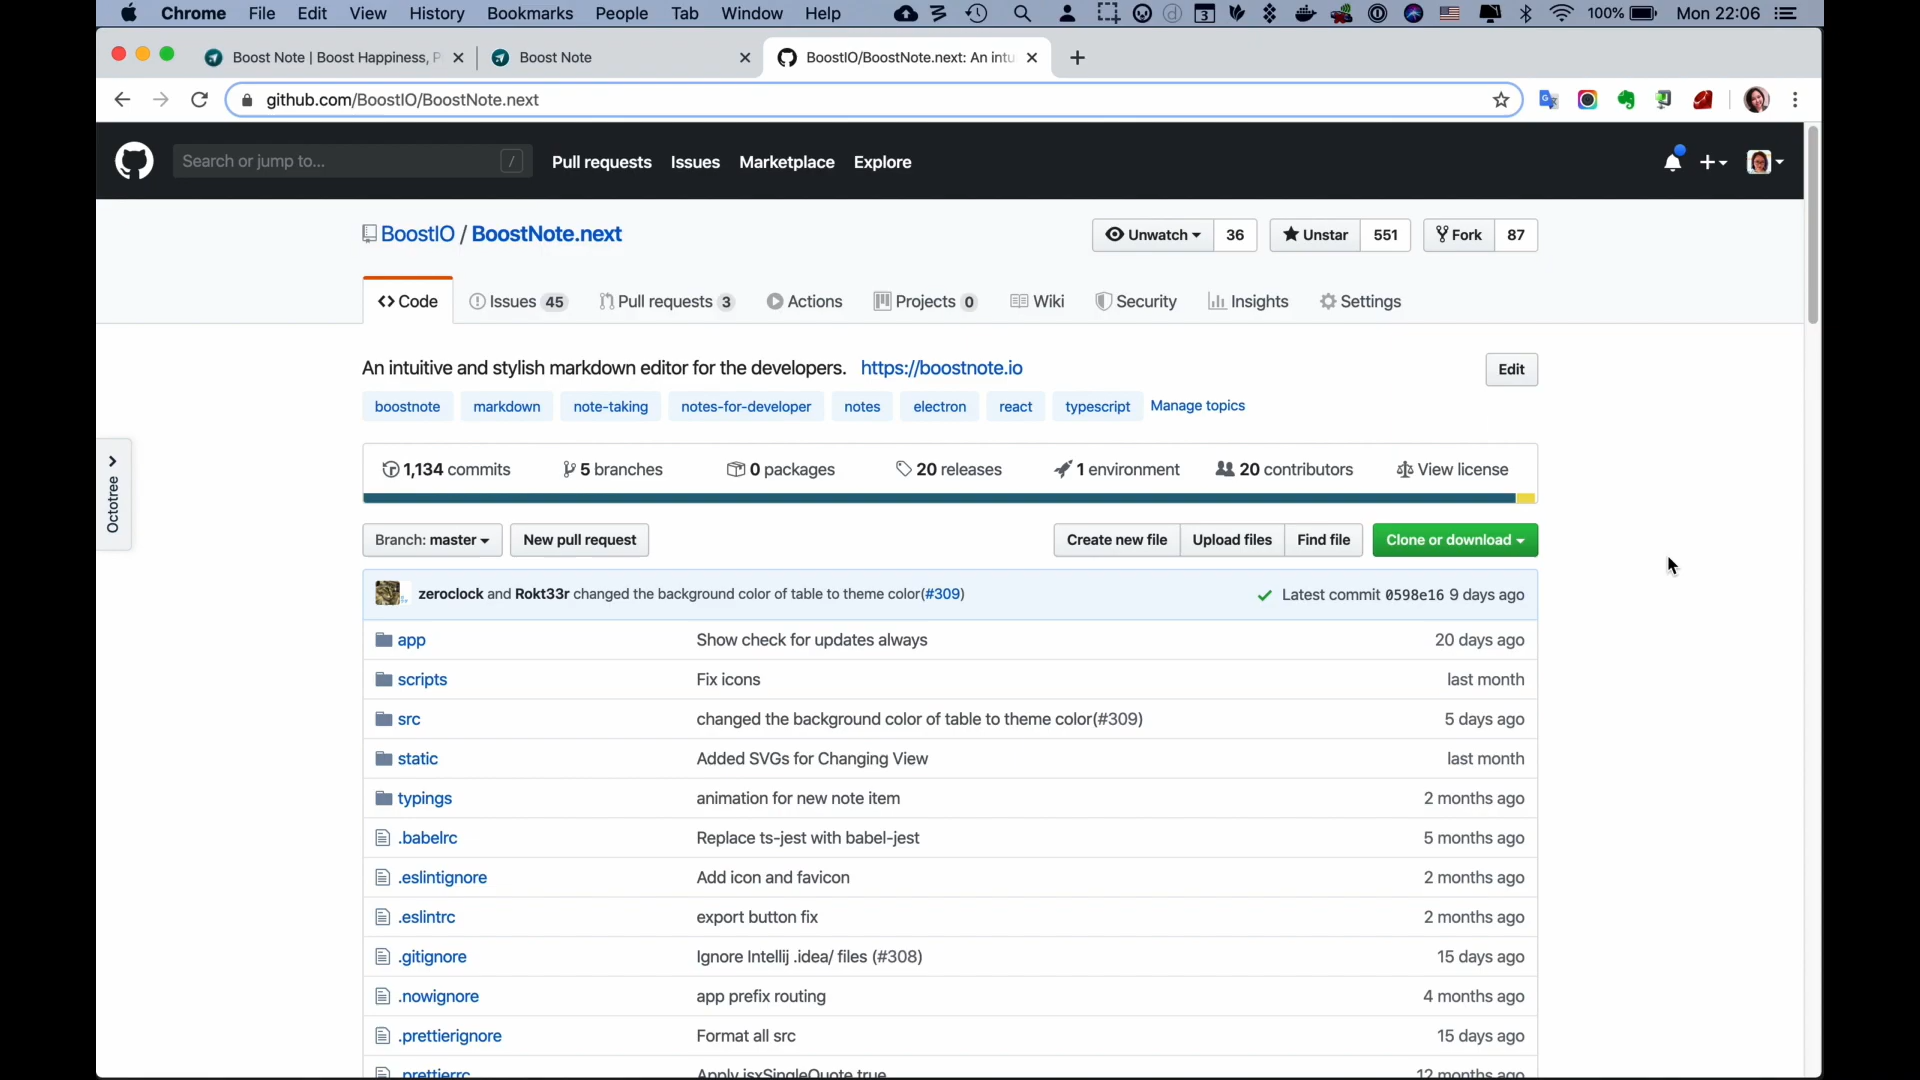 Chrome File Edit View History Bookmarks People Tab Window Help 3 100% Mon 22:06
Boost Note | Boost Happiness, P Boost Note BoostIO/BoostNote.next: An intu
github.com/BoostIO/BoostNote.next
Search or jump to... / Pull requests Issues Marketplace Explore
BoostIO / BoostNote.next Unwatch 36 Unstar 551 Fork 87
Code Issues 45 Pull requests 3 Actions Projects 0 Wiki Security Insights Settings
An intuitive and stylish markdown editor for the developers. https://boostnote.io Edit
boostnote markdown note-taking notes-for-developer notes electron react typescript Manage topics
1,134 commits 5 branches 0 packages 20 releases 1 environment 20 contributors View license
Octotree
Branch: master New pull request Create new file Upload files Find file Clone or download
zeroclock and Rokt33r changed the background color of table to theme color(#309) Latest commit 0598e16 9 days ago
app Show check for updates always 20 days ago
scripts Fix icons last month
src changed the background color of table to theme color(#309) 5 days ago
static Added SVGs for Changing View last month
typings animation for new note item 2 months ago
.babelrc Replace ts-jest with babel-jest 5 months ago
.eslintignore Add icon and favicon 2 months ago
.eslintrc export button fix 2 months ago
.gitignore Ignore Intellij .idea/ files (#308) 15 days ago
.nowignore app prefix routing 4 months ago
.prettierignore Format all src 15 days ago
.prettierrc Apply jsxSingleQuote true 12 months ago